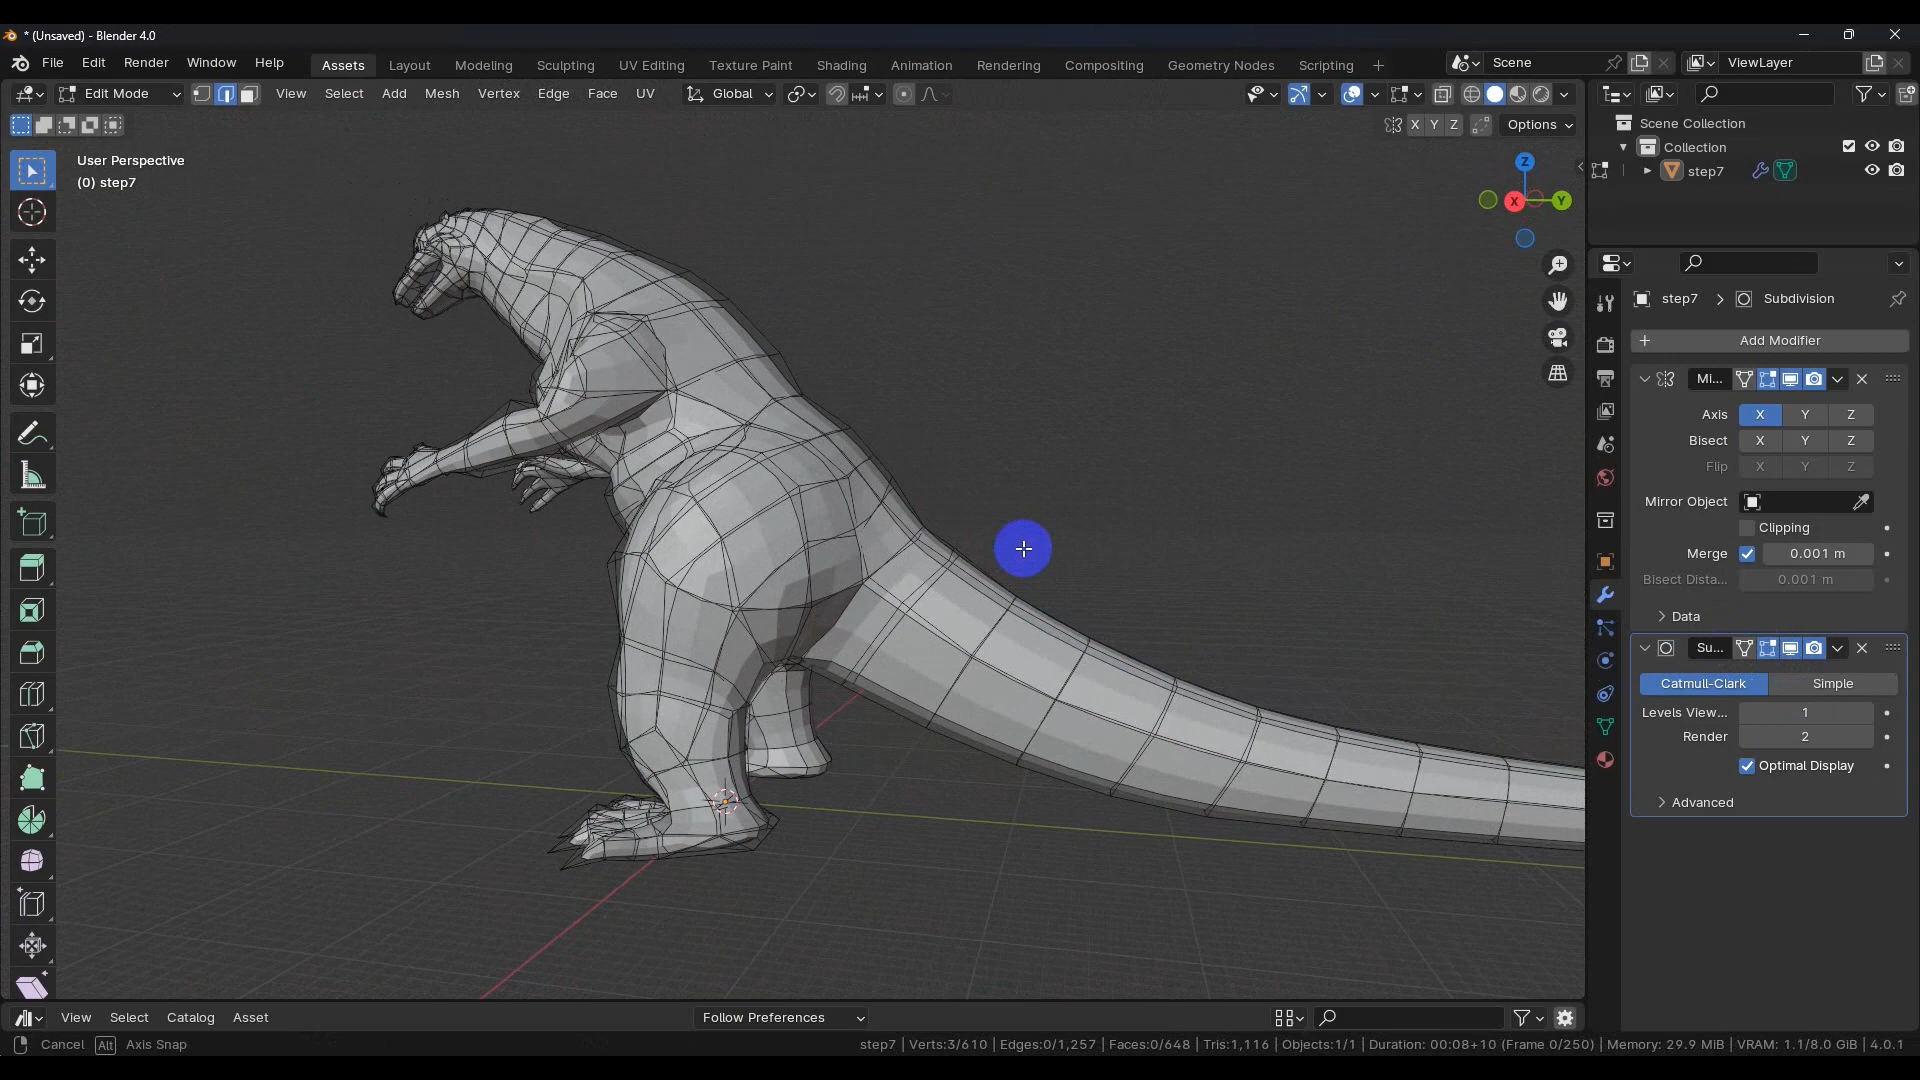 * (Unsaved) - Blender 4.0
File Edit Render Window Help Assets Layout Modeling Sculpting UV Editing Texture Paint Shading Animation Rendering Compositing Geometry Nodes Scripting + Scene ViewLayer
Edit Mode View Select Add Mesh Vertex Edge Face UV Global
X Y Z Options
User Perspective
(0) step7
Z
X Y
Scene Collection
Collection
step7
step7 > Subdivision
+ Add Modifier
Mi...
Axis X Y Z
Bisect X Y Z
Flip X Y Z
Mirror Object
Clipping
Merge 0.001 m
Bisect Dista... 0.001 m
> Data
Su...
Catmull-Clark Simple
Levels View... 1
Render 2
Optimal Display
> Advanced
View Select Catalog Asset Follow Preferences
Cancel Alt Axis Snap step7 | Verts:3/610 | Edges:0/1,257 | Faces:0/648 | Tris:1,116 | Objects:1/1 | Duration: 00:08+10 (Frame 0/250) | Memory: 29.9 MiB | VRAM: 1.1/8.0 GiB | 4.0.1